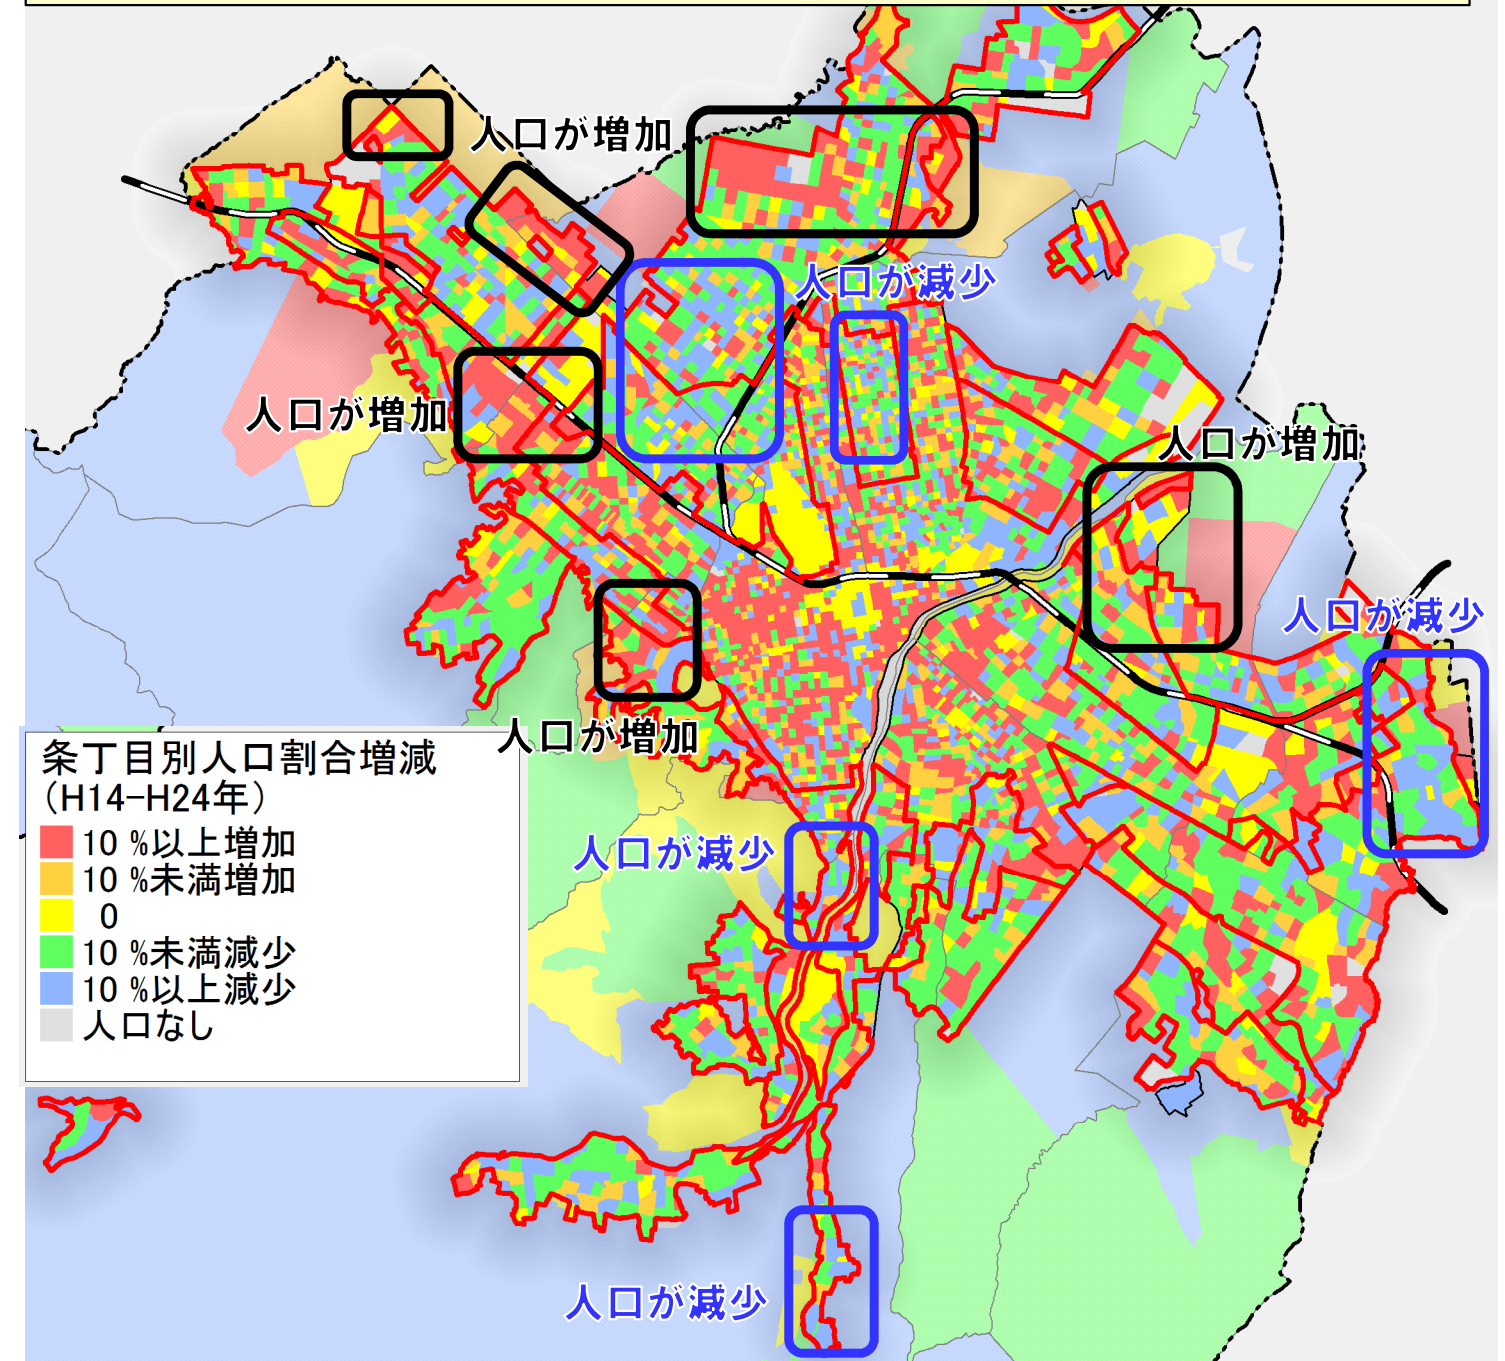 人口が増加
人口が減少
人口が増加
人口が増加
人口が減少
人口が増加
条丁目別人口割合増減
（H14-H24年）
10 %以上増加
10 %未満増加
0
10 %未満減少
10 %以上減少
人口なし
人口が減少
人口が減少